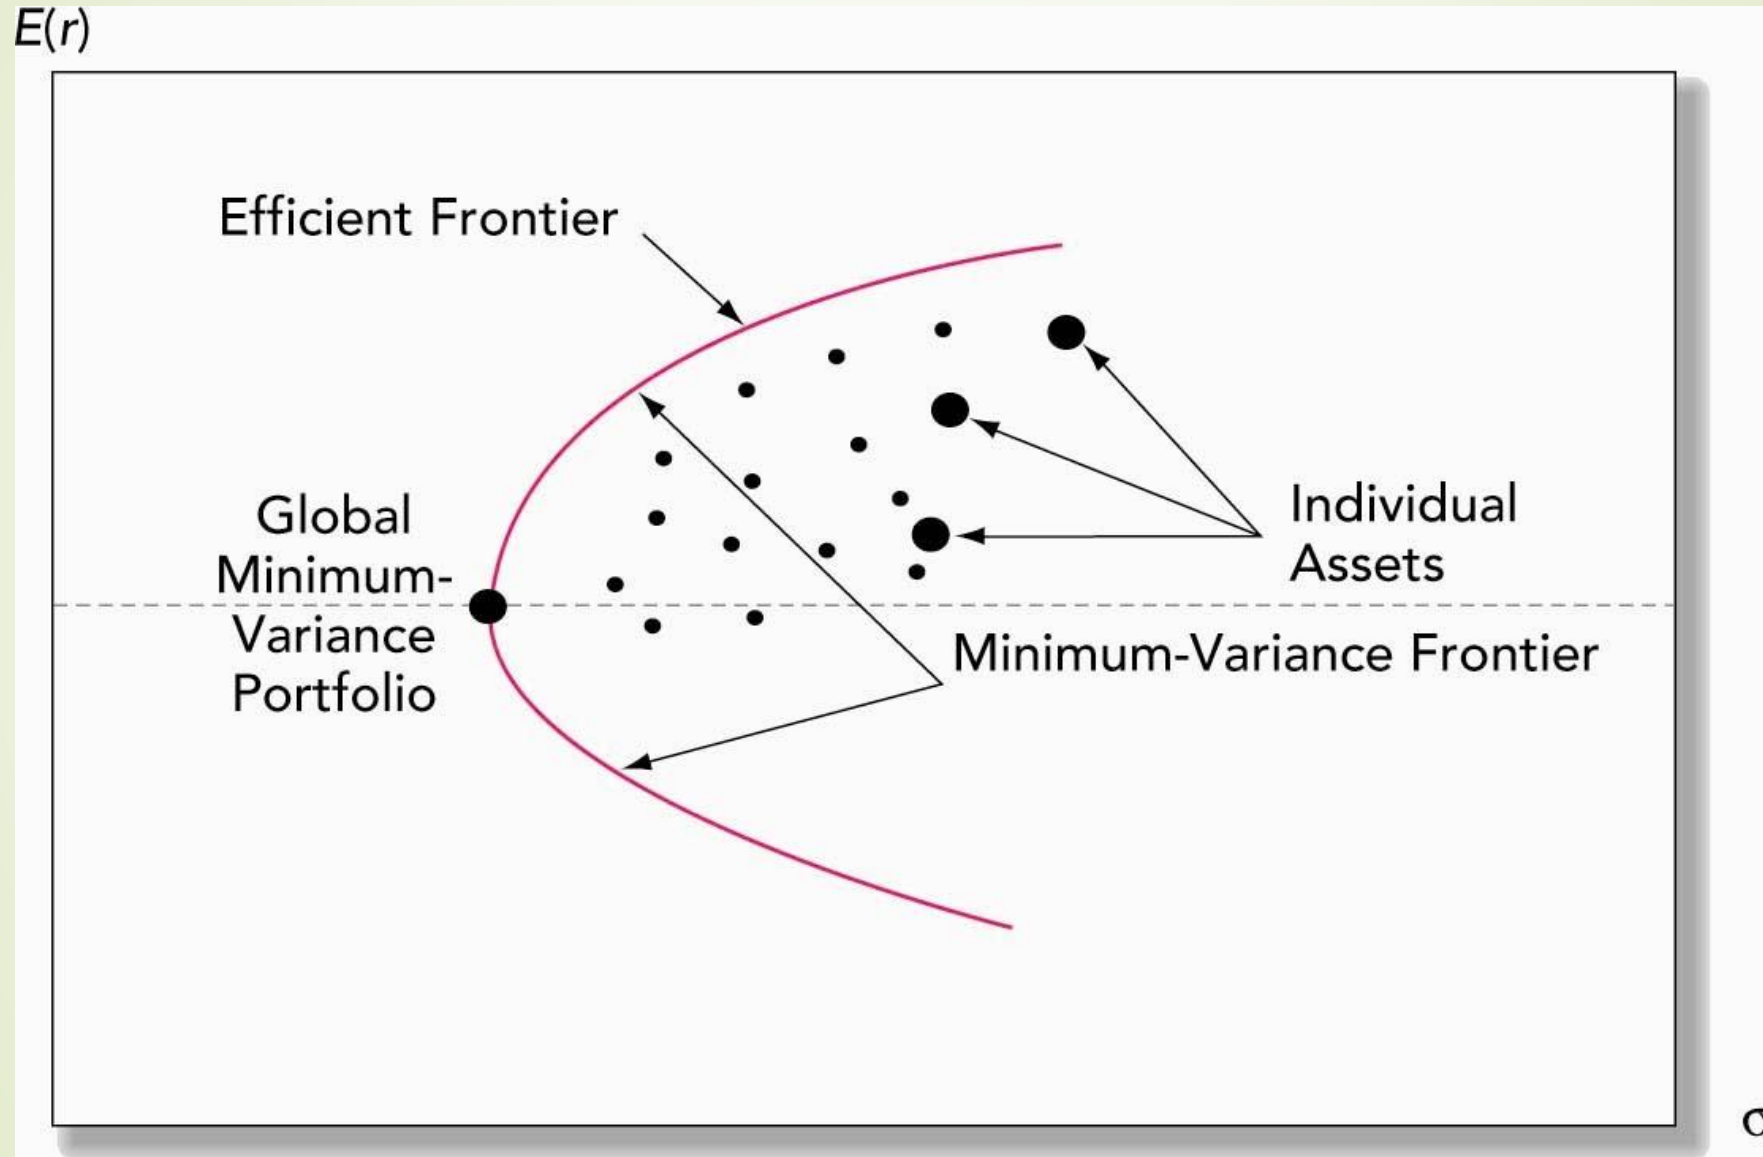 E(r)
Efficient Frontier
Global
Minimum-
Variance
Portfolio
Individual
Assets
Minimum-Variance Frontier